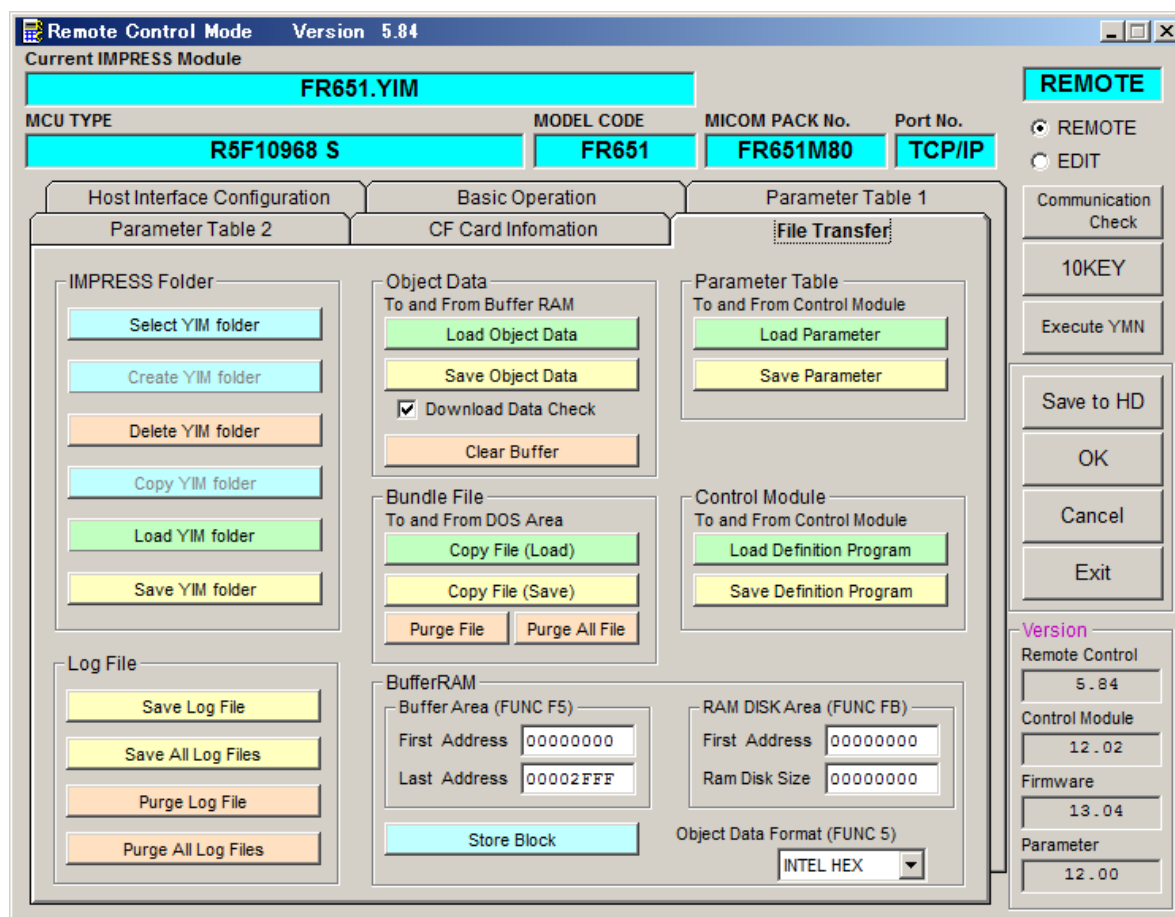 Remote Control Mode Version 5.84
Current IMPRESS Module
FR651.YIM
MCU TYPE
R5F10968 S
MODEL CODE
FR651
MICOM PACK No.
FR651M80
Port No.
TCP/IP
REMOTE
REMOTE
EDIT
Host Interface Configuration
Basic Operation
Parameter Table 1
Parameter Table 2
CF Card Infomation
File Transfer
IMPRESS Folder
Select YIM folder
Create YIM folder
Delete YIM folder
Copy YIM folder
Load YIM folder
Save YIM folder
Log File
Save Log File
Save All Log Files
Purge Log File
Purge All Log Files
Object Data
To and From Buffer RAM
Load Object Data
Save Object Data
Download Data Check
Clear Buffer
Bundle File
To and From DOS Area
Copy File (Load)
Copy File (Save)
Purge File
Purge All File
Parameter Table
To and From Control Module
Load Parameter
Save Parameter
Control Module
To and From Control Module
Load Definition Program
Save Definition Program
BufferRAM
Buffer Area (FUNC F5)
First Address 00000000
Last Address 00002FFF
Store Block
RAM DISK Area (FUNC FB)
First Address 00000000
Ram Disk Size 00000000
Object Data Format (FUNC 5)
INTEL HEX
Communication
Check
10KEY
Execute YMN
Save to HD
OK
Cancel
Exit
Version
Remote Control
5.84
Control Module
12.02
Firmware
13.04
Parameter
12.00